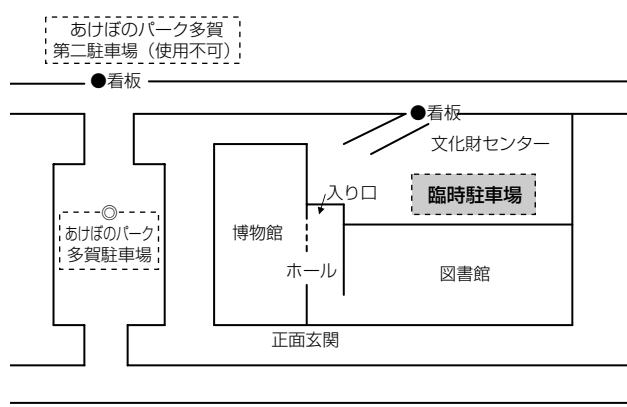 あけぼのパーク多賀
第二駐車場（使用不可）
●看板
●看板
文化財センター
入り口
臨時駐車場
◎
あけぼのパーク
多賀駐車場
博物館
ホール
図書館
正面玄関